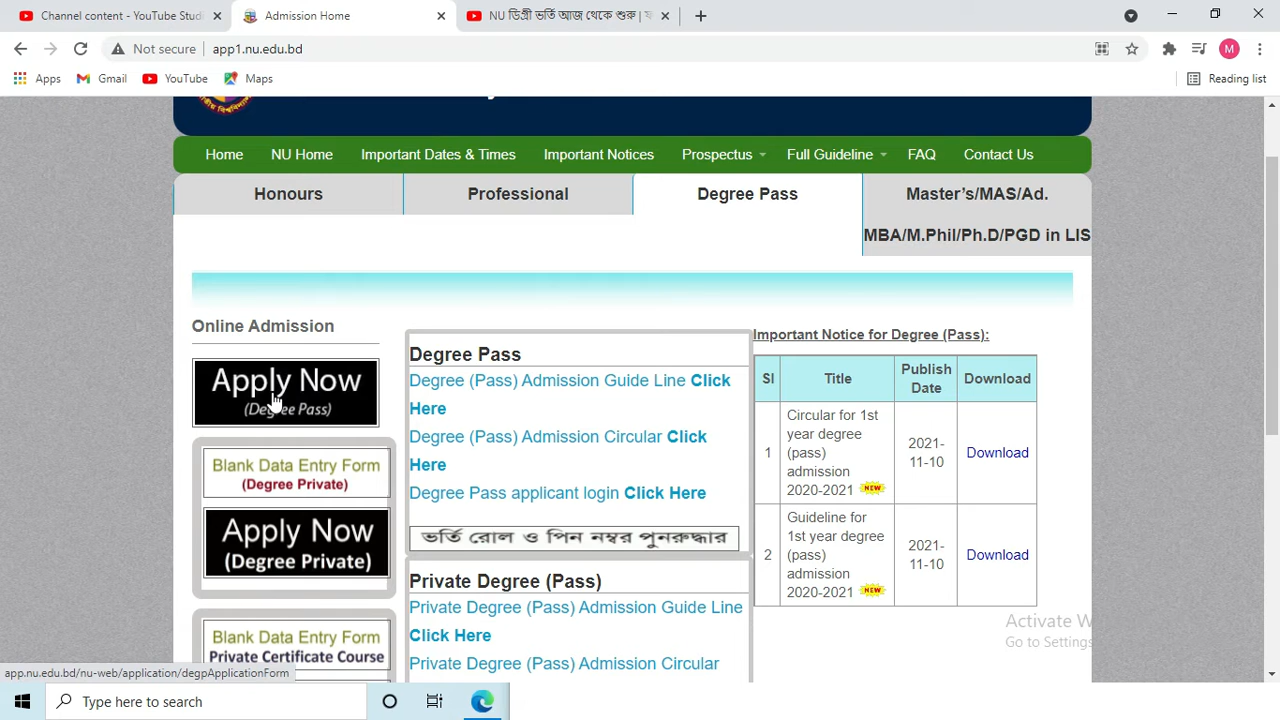 Channel content - YouTube Studi
Admission Home
NU ডিগ্রী ভর্তি আজ থেকে শুরু | ফ
Not secure
app1.nu.edu.bd
M
Apps
Gmail
YouTube
Maps
Reading list
Home
NU Home
Important Dates & Times
Important Notices
Prospectus
Full Guideline
FAQ
Contact Us
Honours
Professional
Degree Pass
Master's/MAS/Ad.
MBA/M.Phil/Ph.D/PGD in LIS
Online Admission
Apply Now
(Degree Pass)
Blank Data Entry Form
(Degree Private)
Apply Now
(Degree Private)
Blank Data Entry Form
Private Certificate Course
Degree Pass
Degree (Pass) Admission Guide Line Click
Here
Degree (Pass) Admission Circular Click
Here
Degree Pass applicant login Click Here
ভর্তি রোল ও পিন নম্বর পুনরুদ্ধার
Private Degree (Pass)
Private Degree (Pass) Admission Guide Line
Click Here
Private Degree (Pass) Admission Circular
Important Notice for Degree (Pass):
Sl
Title
Publish
Date
Download
1
Circular for 1st
year degree
(pass)
admission
2020-2021 NEW
2021-
11-10
Download
2
Guideline for
1st year degree
(pass)
admission
2020-2021 NEW
2021-
11-10
Download
Activate W
Go to Settings
app.nu.edu.bd/nu-web/application/degpApplicationForm
Type here to search